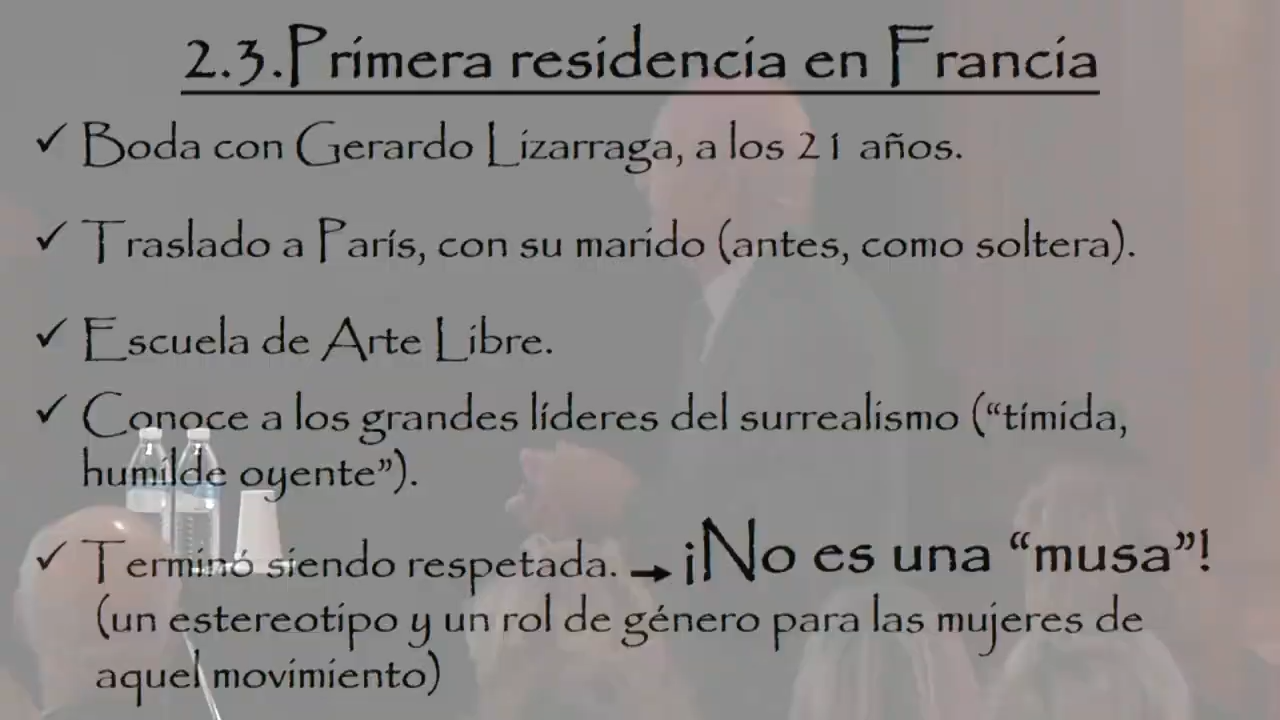 2.3.Primera residencia en Francia
✓ Boda con Gerardo Lizarraga, a los 21 años.
✓ Traslado a París, con su marido (antes, como soltera).
✓ Escuela de Arte Libre.
✓ Conoce a los grandes líderes del surrealismo (“tímida,
humilde oyente”).
✓ Terminó siendo respetada. → ¡No es una “musa”!
(un estereotipo y un rol de género para las mujeres de
aquel movimiento)